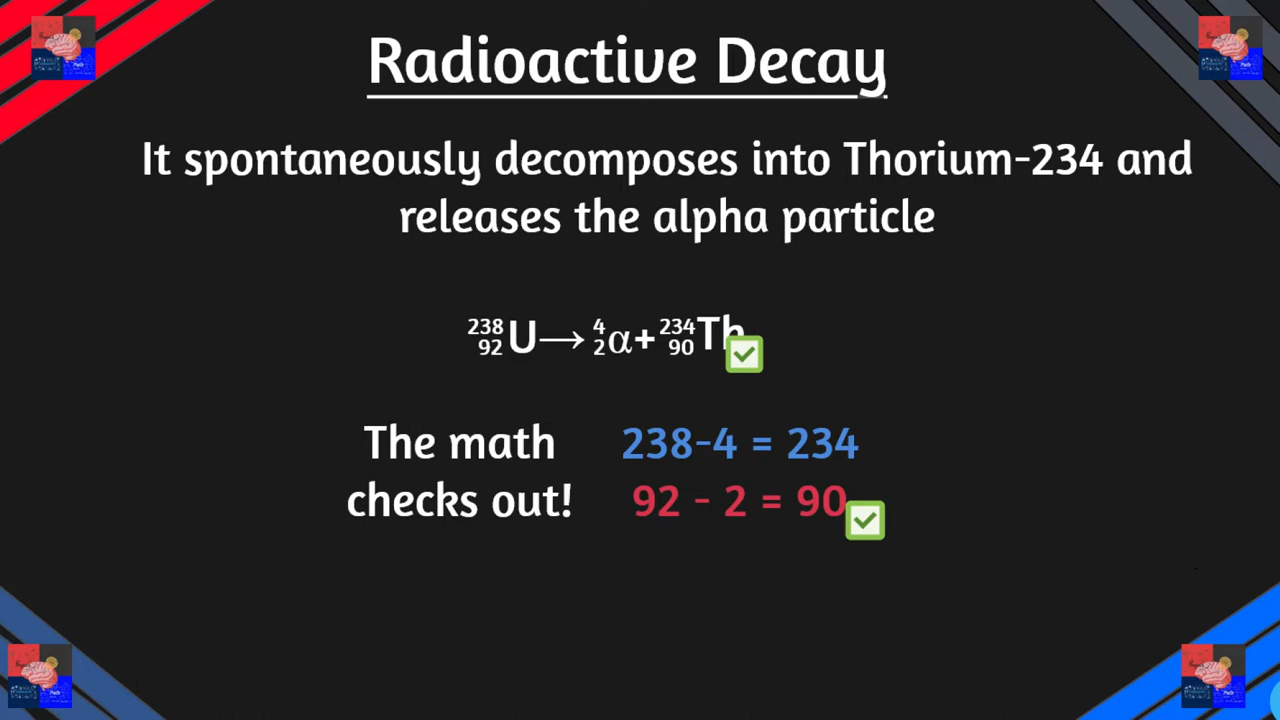 Radioactive Decay
It spontaneously decomposes into Thorium-234 and
releases the alpha particle
²³⁸₉₂U→⁴₂α+²³⁴₉₀Th
The math 238-4 = 234
checks out! 92 - 2 = 90